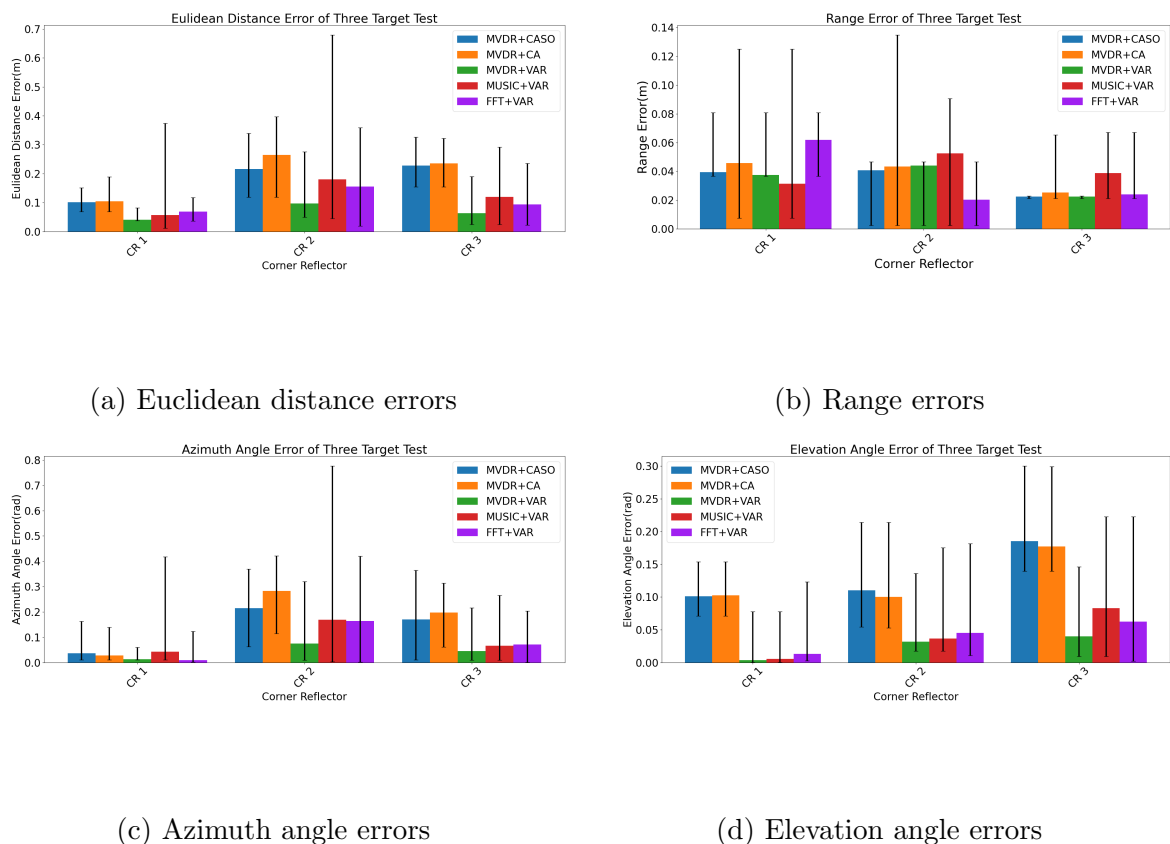 Eulidean Distance Error of Three Target Test
Eulidean Distance Error(m)
0.7
0.6
0.5
0.4
0.3
0.2
0.1
0.0
MVDR+CASO
MVDR+CA
MVDR+VAR
MUSIC+VAR
FFT+VAR
CR 1
CR 2
CR 3
Corner Reflector
(a) Euclidean distance errors
Range Error of Three Target Test
Range Error(m)
0.14
0.12
0.10
0.08
0.06
0.04
0.02
0.00
MVDR+CASO
MVDR+CA
MVDR+VAR
MUSIC+VAR
FFT+VAR
CR 1
CR 2
CR 3
Corner Reflector
(b) Range errors
Azimuth Angle Error of Three Target Test
Azimuth Angle Error(rad)
0.8
0.7
0.6
0.5
0.4
0.3
0.2
0.1
0.0
MVDR+CASO
MVDR+CA
MVDR+VAR
MUSIC+VAR
FFT+VAR
CR 1
CR 2
CR 3
Corner Reflector
(c) Azimuth angle errors
Elevation Angle Error of Three Target Test
Elevation Angle Error(rad)
0.30
0.25
0.20
0.15
0.10
0.05
0.00
MVDR+CASO
MVDR+CA
MVDR+VAR
MUSIC+VAR
FFT+VAR
CR 1
CR 2
CR 3
Corner Reflector
(d) Elevation angle errors